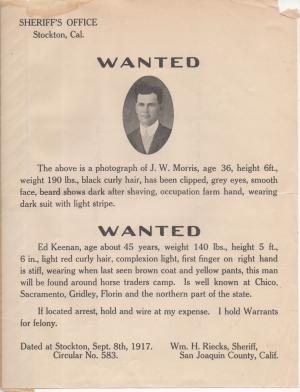 SHERIFF'S OFFICE
Stockton, Cal.
WANTED
The above is a photograph of J. W. Morris, age 36, height 6ft.,
weight 190 lbs., black curly hair, has been clipped, grey eyes, smooth
face, beard shows dark after shaving, occupation farm hand, wearing
dark suit with light stripe.
WANTED
Ed Keenan, age about 45 years, weight 140 lbs., height 5 ft.,
6 in., light red curly hair, complexion light, first finger on right hand
is stiff, wearing when last seen brown coat and yellow pants, this man
will be found around horse traders camp. Is well known at Chico,
Sacramento, Gridley, Florin and the northern part of the state.
If located arrest, hold and wire at my expense. I hold Warrants
for felony.
Dated at Stockton, Sept. 8th, 1917. Wm. H. Riecks, Sheriff,
Circular No. 583. San Joaquin County, Calif.